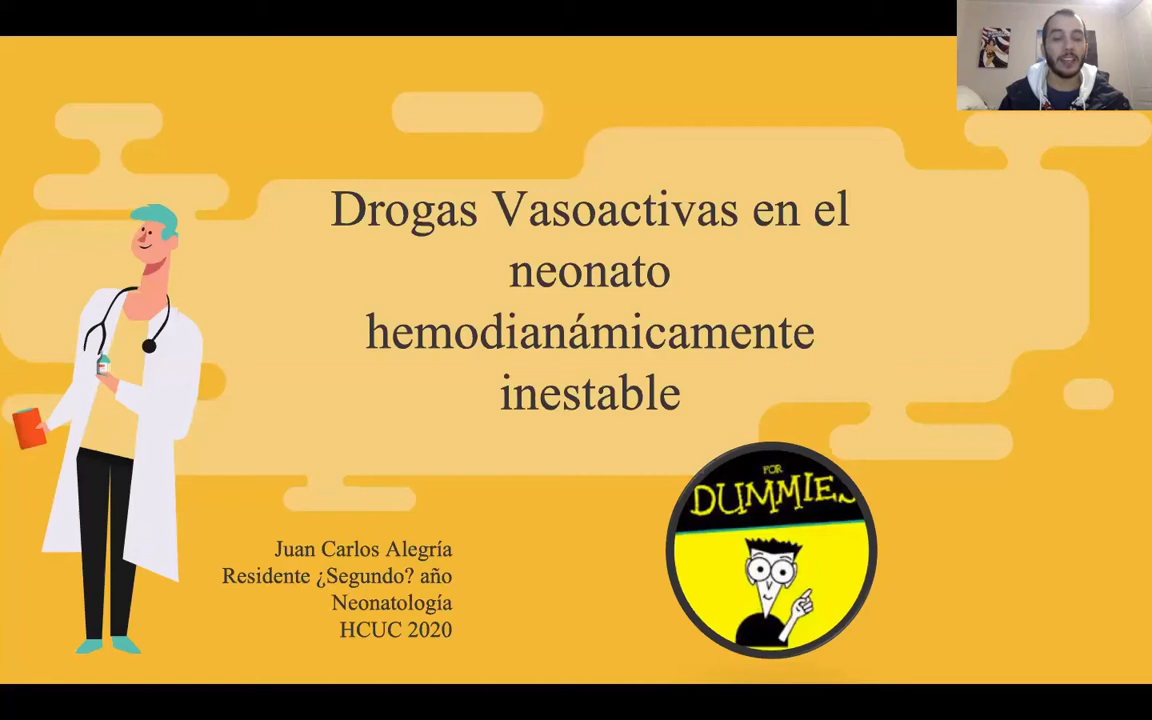 Drogas Vasoactivas en el
neonato
hemodianámicamente
inestable
Juan Carlos Alegría
Residente ¿Segundo? año
Neonatología
HCUC 2020
FOR
DUMMIES